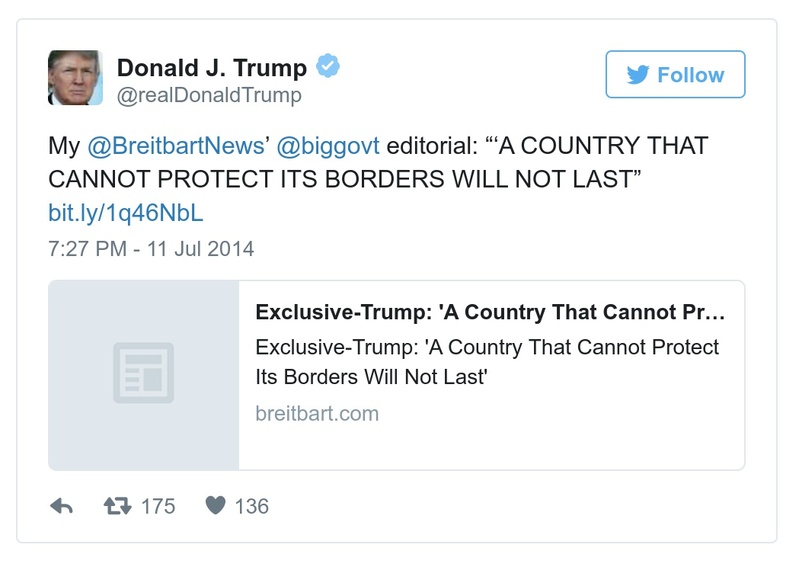 Donald J. Trump
@realDonaldTrump
Follow
My @BreitbartNews’ @biggovt editorial: “‘A COUNTRY THAT
CANNOT PROTECT ITS BORDERS WILL NOT LAST”
bit.ly/1q46NbL
7:27 PM - 11 Jul 2014
Exclusive-Trump: 'A Country That Cannot Pr...
Exclusive-Trump: 'A Country That Cannot Protect
Its Borders Will Not Last'
breitbart.com
175 136